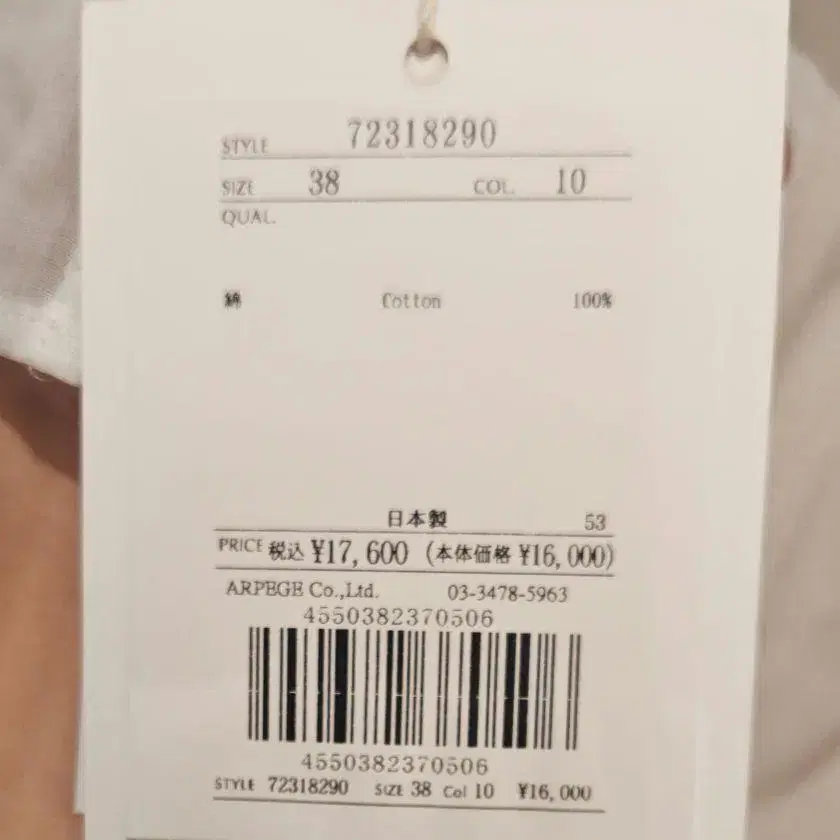 STYLE 72318290
SIZE 38 COL. 10
QUAL.
綿 Cotton 100%
日本製 53
PRICE 税込 ¥17,600 (本体価格 ¥16,000)
ARPEGE Co.,Ltd. 03-3478-5963
4550382370506
4550382370506
STYLE 72318290 SIZE 38 Col 10 ¥16,000